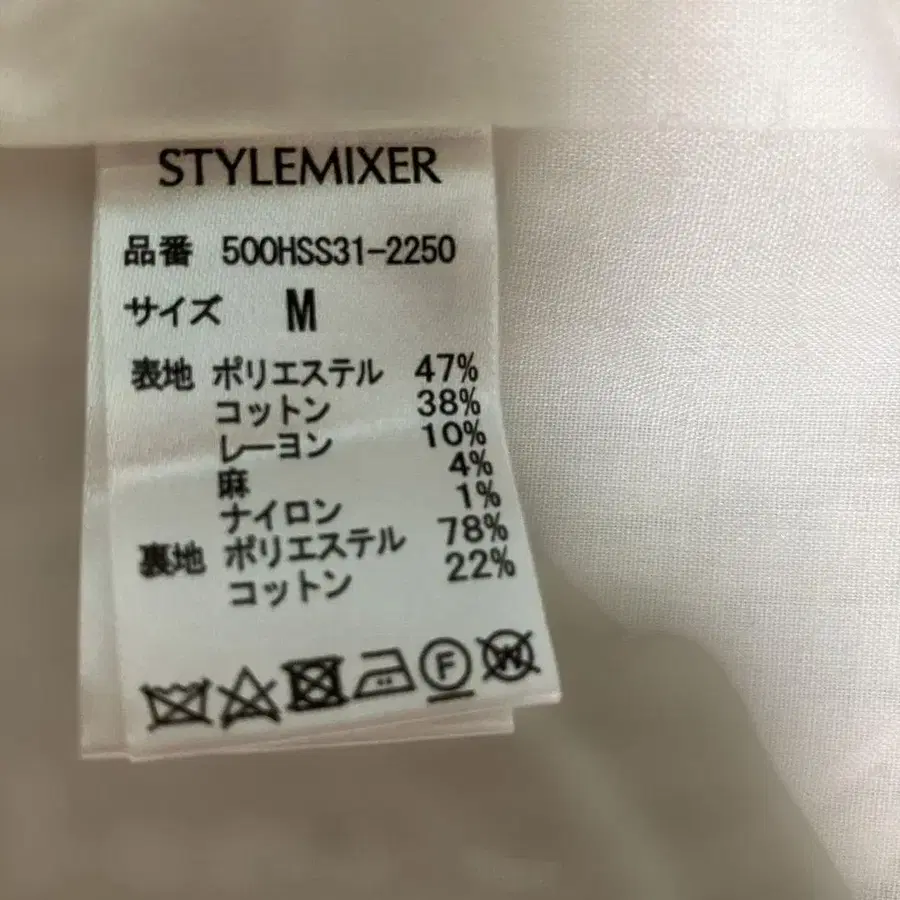 STYLEMIXER
品番 500HSS31-2250
サイズ M
表地 ポリエステル 47%
コットン 38%
レーヨン 10%
麻 4%
ナイロン 1%
裏地 ポリエステル 78%
コットン 22%
F W